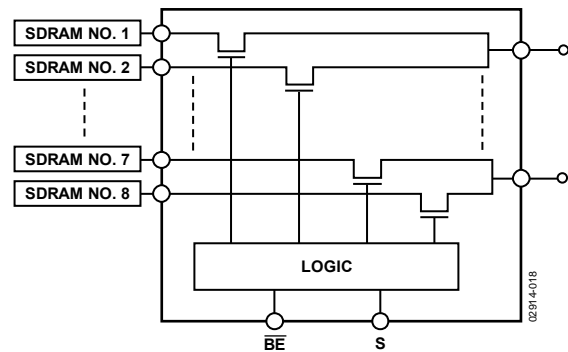 SDRAM NO. 1
SDRAM NO. 2
SDRAM NO. 7
SDRAM NO. 8
LOGIC
BE
S
02914-018